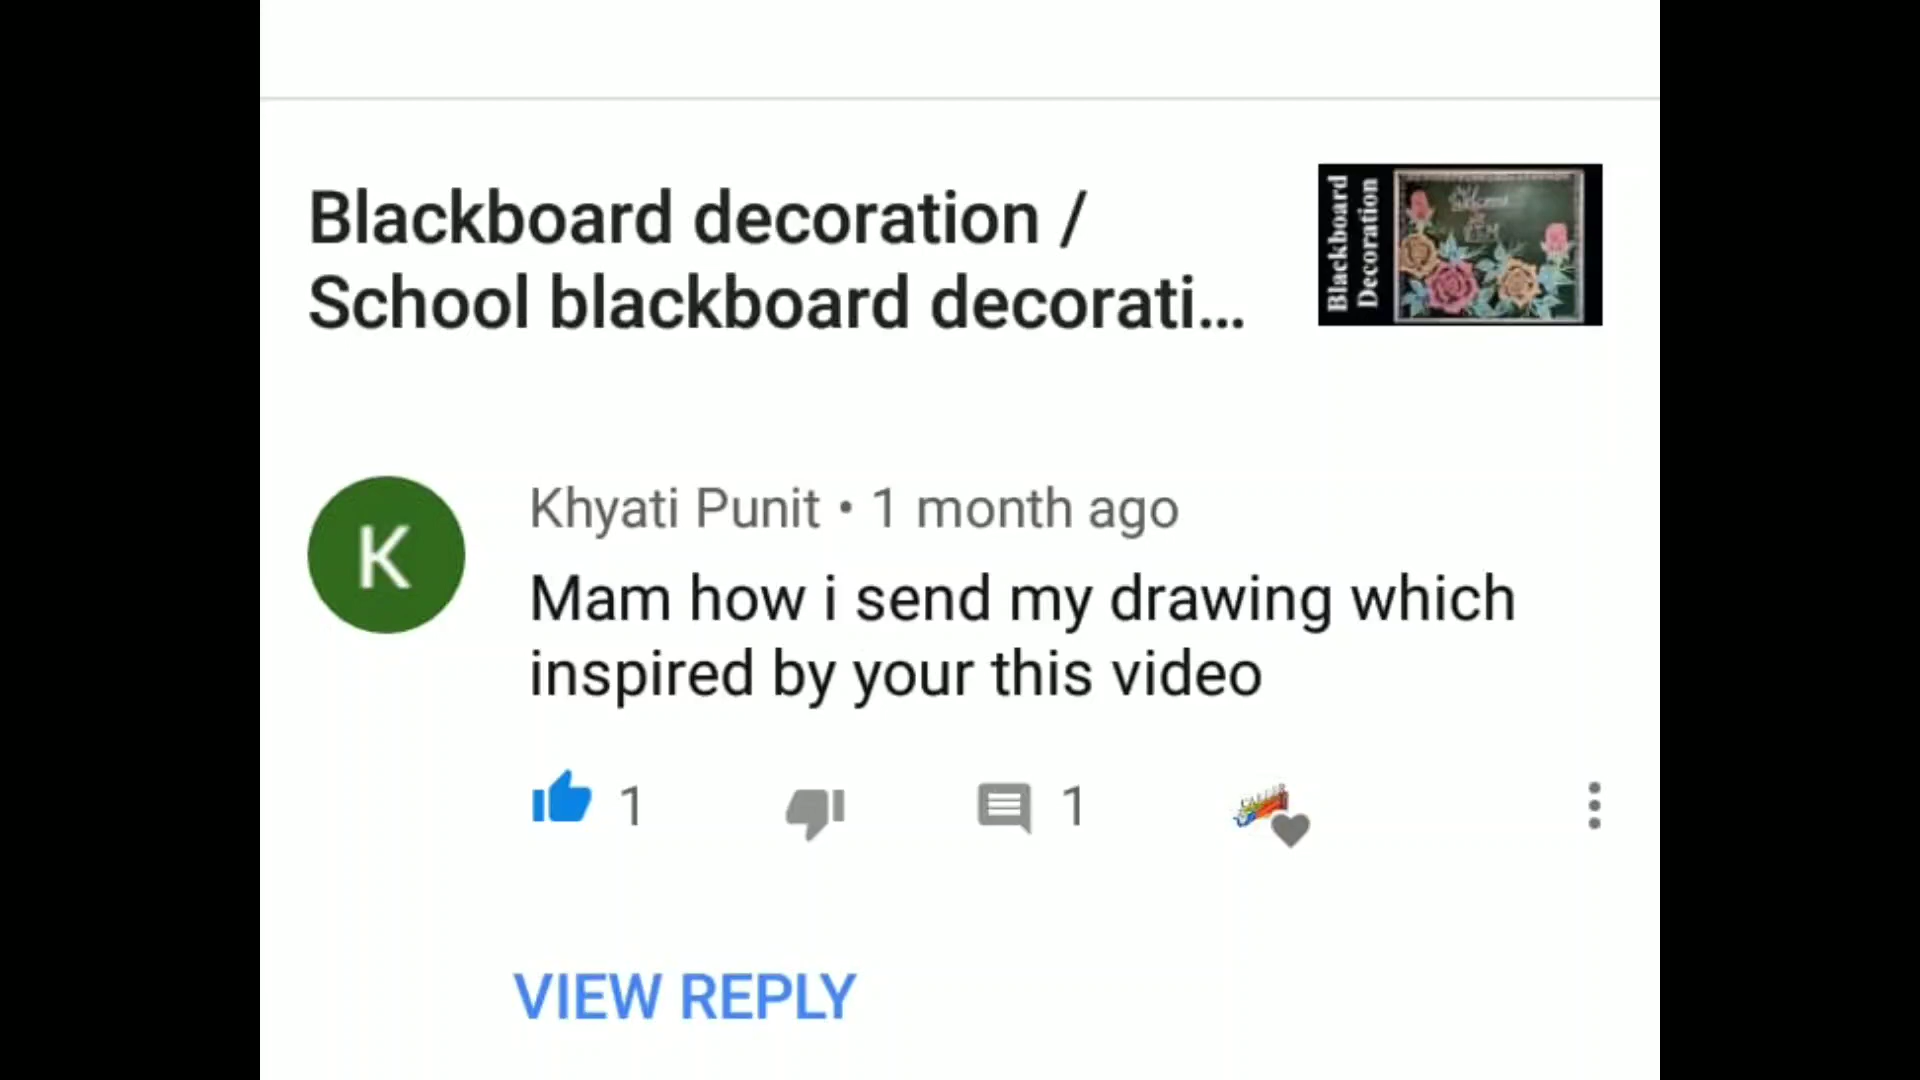 Blackboard decoration /
School blackboard decorati...
Blackboard
Decoration
Welcome
K
Khyati Punit • 1 month ago
Mam how i send my drawing which
inspired by your this video
1
1
VIEW REPLY